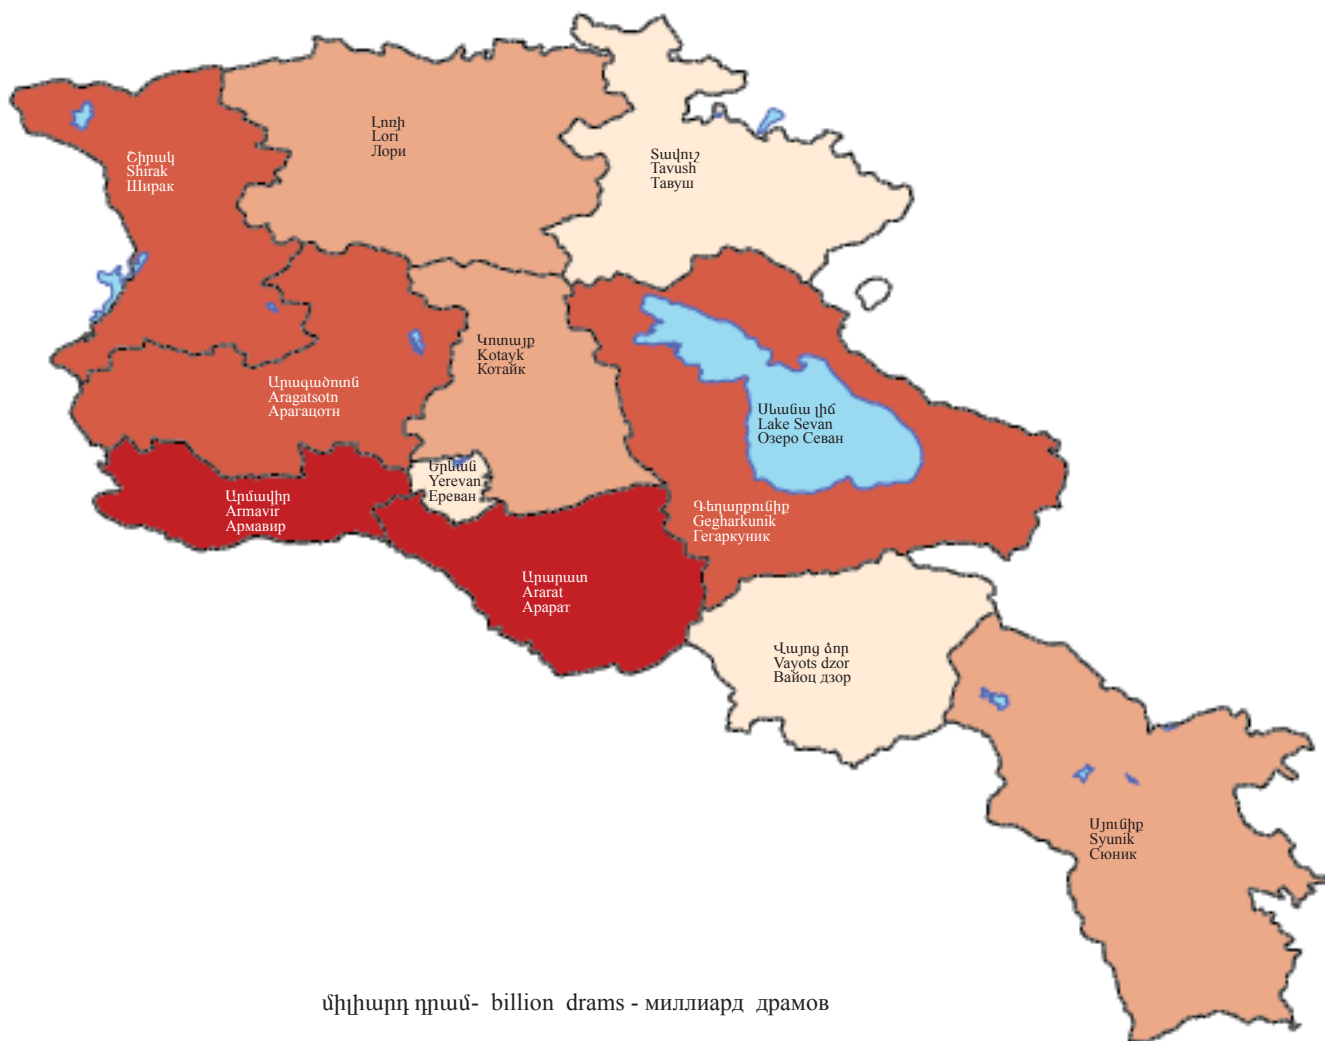 Լոռի
Lori
Лори
Շիրակ
Shirak
Ширак
Տավուշ
Tavush
Тавуш
Կոտայք
Kotayk
Котайк
Արագածոտն
Aragatsotn
Арагацотн
Սևանա լիճ
Lake Sevan
Озеро Севан
Երևան
Yerevan
Ереван
Արմավիր
Armavir
Армавир
Գեղարքունիք
Gegharkunik
Гегаркуник
Արարատ
Ararat
Арарат
Վայոց ձոր
Vayots dzor
Вайоц дзор
Սյունիք
Syunik
Сюник
միլիարդ դրամ- billion drams - миллиард драмов